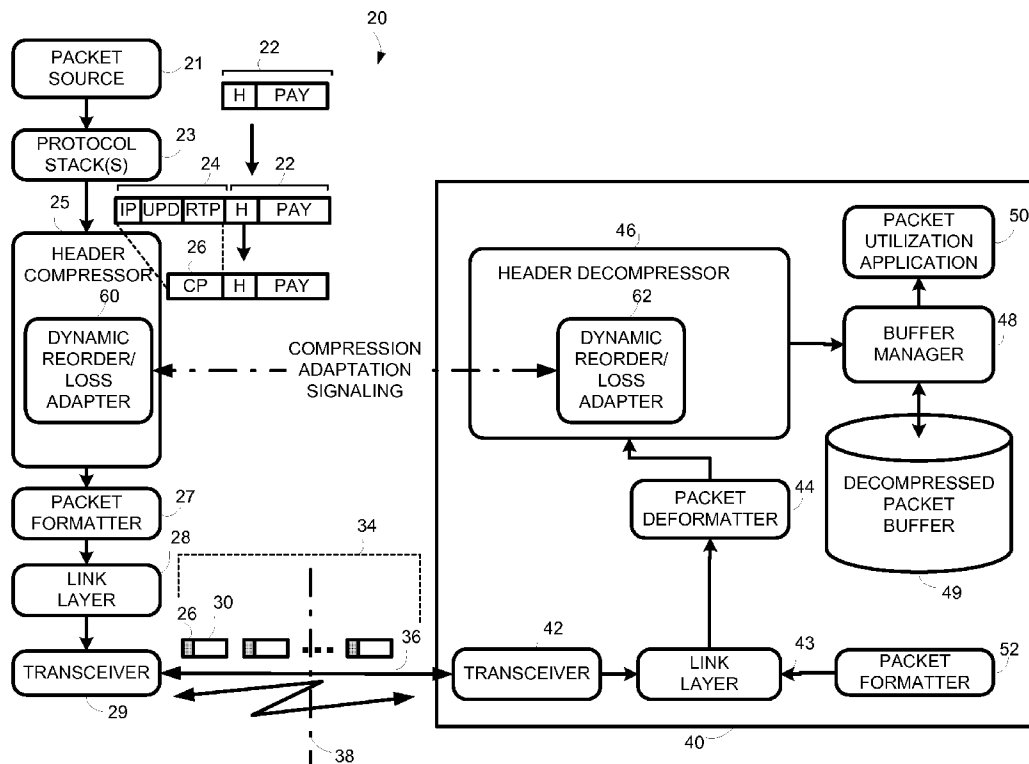 20
PACKET
SOURCE
21
22
H PAY
PROTOCOL
STACK(S)
23
24
22
IP UPD RTP H PAY
25
26
CP H PAY
HEADER
COMPRESSOR
60
DYNAMIC
REORDER/
LOSS
ADAPTER
COMPRESSION
ADAPTATION
SIGNALING
46
HEADER DECOMPRESSOR
62
DYNAMIC
REORDER/
LOSS
ADAPTER
PACKET
UTILIZATION
APPLICATION
50
BUFFER
MANAGER
48
DECOMPRESSED
PACKET
BUFFER
49
PACKET
DEFORMATTER
44
PACKET
FORMATTER
27
28
LINK
LAYER
34
26
30
36
TRANSCEIVER
29
38
42
TRANSCEIVER
LINK
LAYER
43
PACKET
FORMATTER
52
40